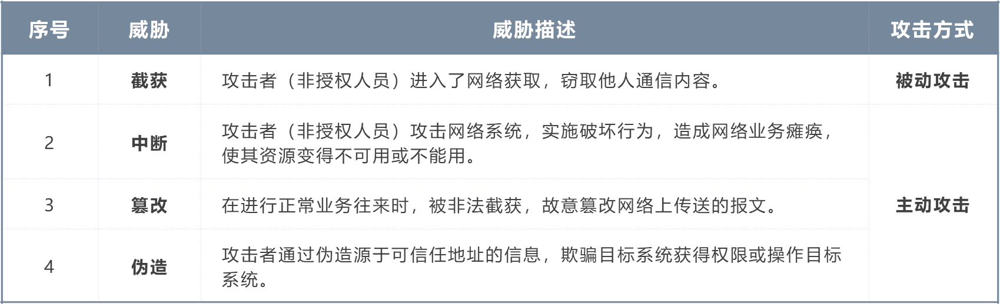 序号 威胁 威胁描述 攻击方式
1 截获 攻击者（非授权人员）进入了网络获取，窃取他人通信内容。 被动攻击
2 中断 攻击者（非授权人员）攻击网络系统，实施破坏行为，造成网络业务瘫痪，
使其资源变得不可用或不能用。
3 篡改 在进行正常业务往来时，被非法截获，故意篡改网络上传送的报文。 主动攻击
4 伪造 攻击者通过伪造源于可信任地址的信息，欺骗目标系统获得权限或操作目标
系统。